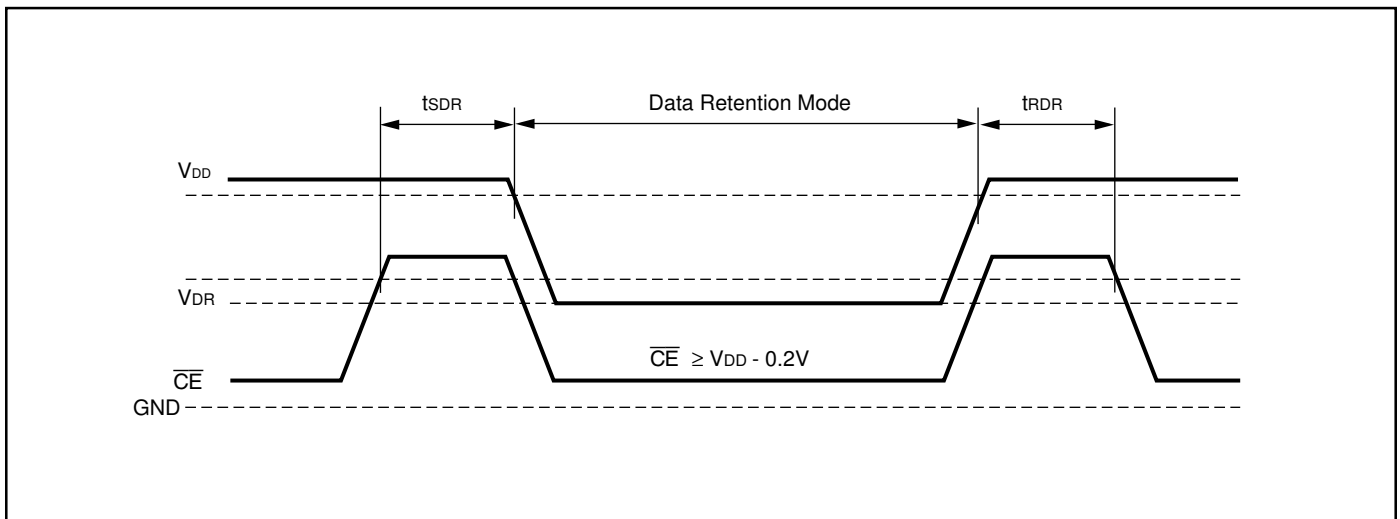 tSDR Data Retention Mode tRDR
VDD
VDR
CE ≥ VDD - 0.2V
CE
GND